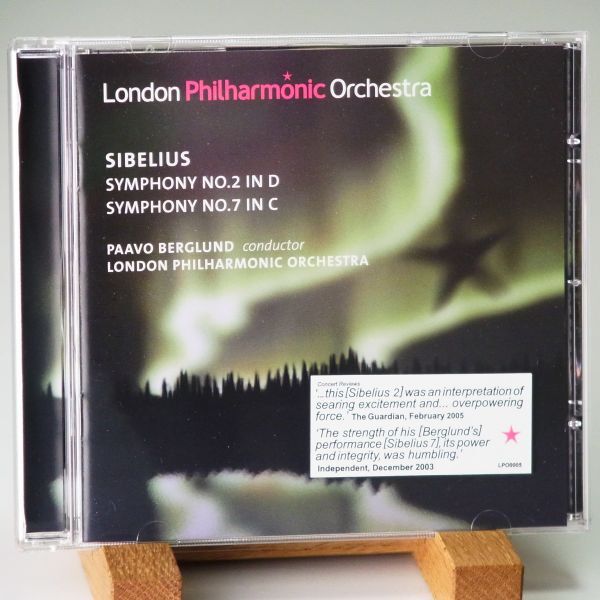 London Philharmonic Orchestra
SIBELIUS
SYMPHONY NO.2 IN D
SYMPHONY NO.7 IN C
PAAVO BERGLUND conductor
LONDON PHILHARMONIC ORCHESTRA
Concert Reviews
'...this [Sibelius 2] was an interpretation of
searing excitement and... overpowering
force.' The Guardian, February 2005
'The strength of his [Berglund's]
performance [Sibelius 7], its power
and integrity, was humbling.'
Independent, December 2003
LPO0005